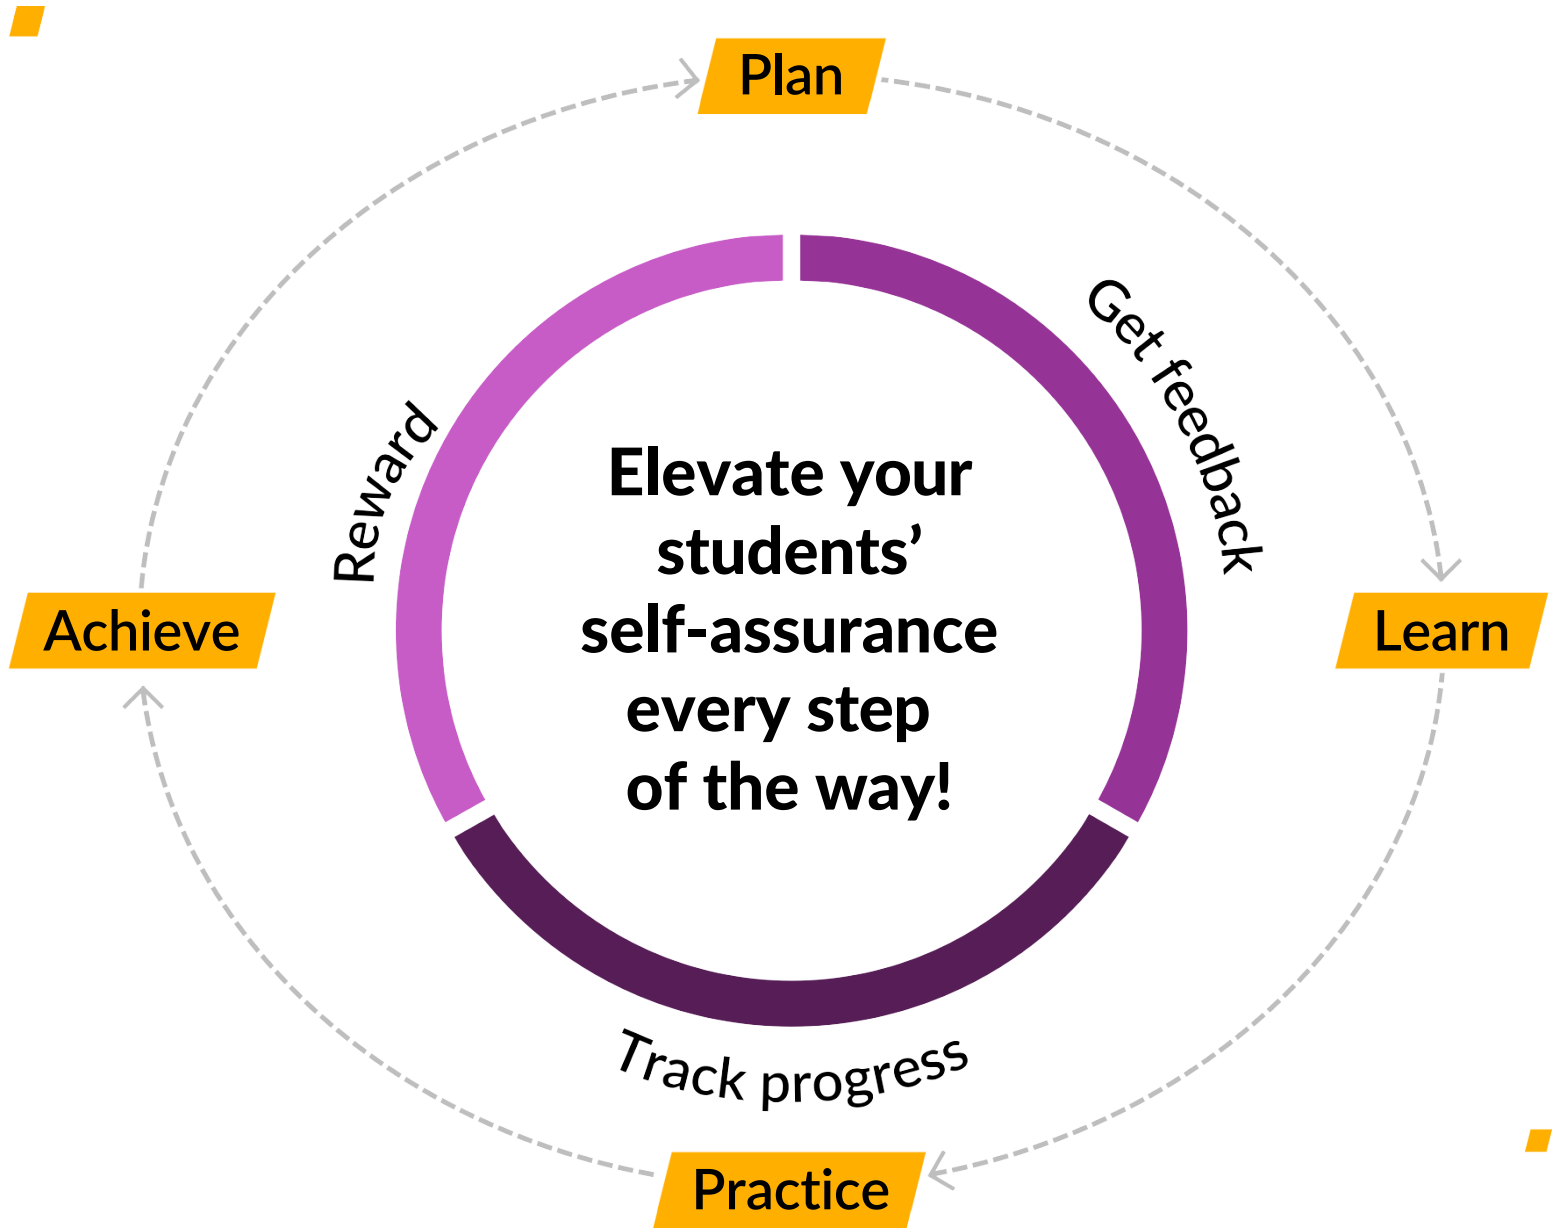 Plan
Get feedback
Reward
Elevate your
students’
self-assurance
every step
of the way!
Achieve
Learn
Track progress
Practice